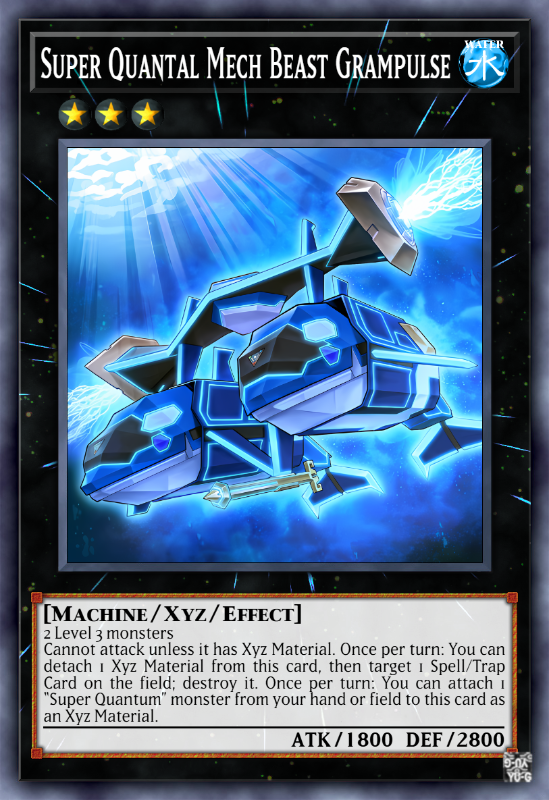 Super Quantal Mech Beast Grampulse
WATER
水
[Machine/Xyz/Effect]
2 Level 3 monsters
Cannot attack unless it has Xyz Material. Once per turn: You can
detach 1 Xyz Material from this card, then target 1 Spell/Trap
Card on the field; destroy it. Once per turn: You can attach 1
"Super Quantum" monster from your hand or field to this card as
an Xyz Material.
ATK/1800 DEF/2800